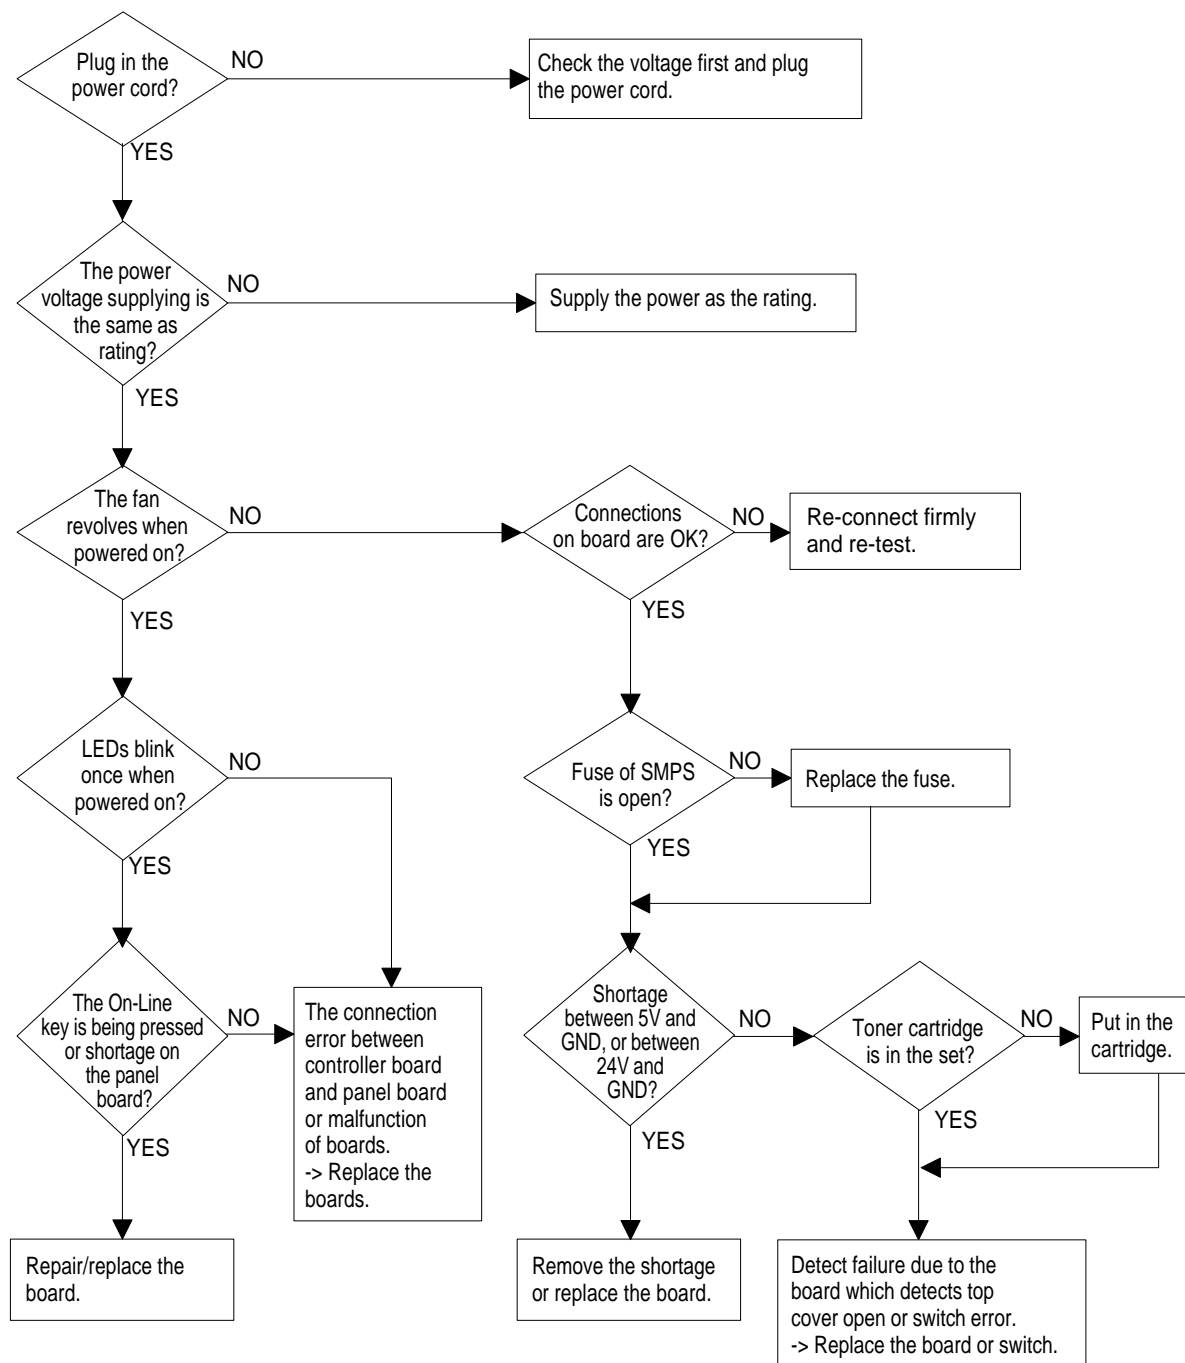 Plug in the
power cord?
NO
Check the voltage first and plug
the power cord.
YES
The power
voltage supplying is
the same as
rating?
NO
Supply the power as the rating.
YES
The fan
revolves when
powered on?
NO
Connections
on board are OK?
NO
Re-connect firmly
and re-test.
YES
YES
LEDs blink
once when
powered on?
NO
Fuse of SMPS
is open?
NO
Replace the fuse.
YES
YES
The On-Line
key is being pressed
or shortage on
the panel
board?
NO
The connection
error between
controller board
and panel board
or malfunction
of boards.
-> Replace the
boards.
Shortage
between 5V and
GND, or between
24V and
GND?
NO
Toner cartridge
is in the set?
NO
Put in the
cartridge.
YES
YES
YES
Repair/replace the
board.
Remove the shortage
or replace the board.
Detect failure due to the
board which detects top
cover open or switch error.
-> Replace the board or switch.